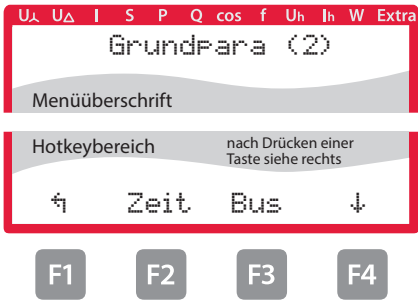 U⅄ U△ I S P Q cos f Uh Ih W Extra
Grundpara (2)
Menüüberschrift
Hotkeybereich
nach Drücken einer
Taste siehe rechts
↰ Zeit Bus ↓
F1 F2 F3 F4